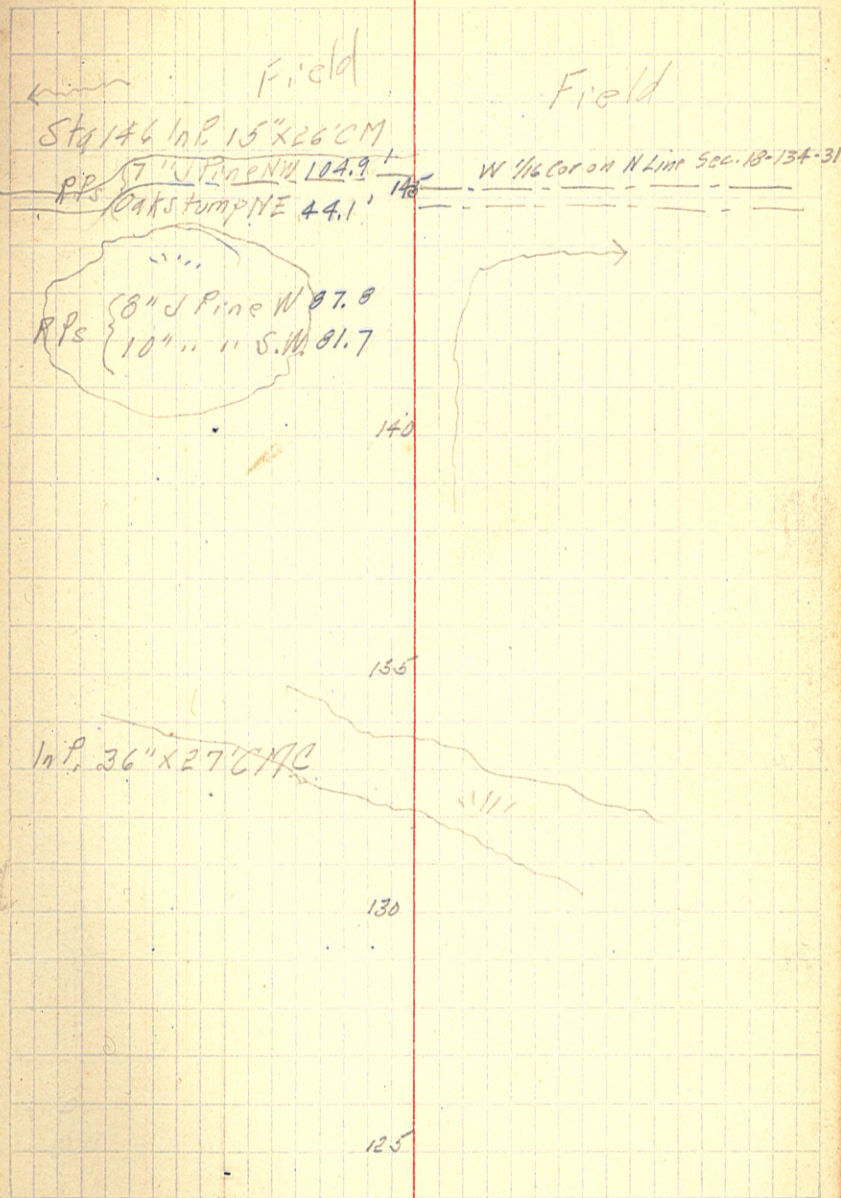 Field
Field
Sta 146 In P. 15"X26'CM
W 1/16 Cor on N Line Sec. 18-134-31
RPs { 7" J Pine NW 104.9'
145
Oak stump NE 44.1'
RPs { 8" J Pine W 87.8
10" " " S.W. 81.7
140
135
In P. 36"X27'CMC
130
125